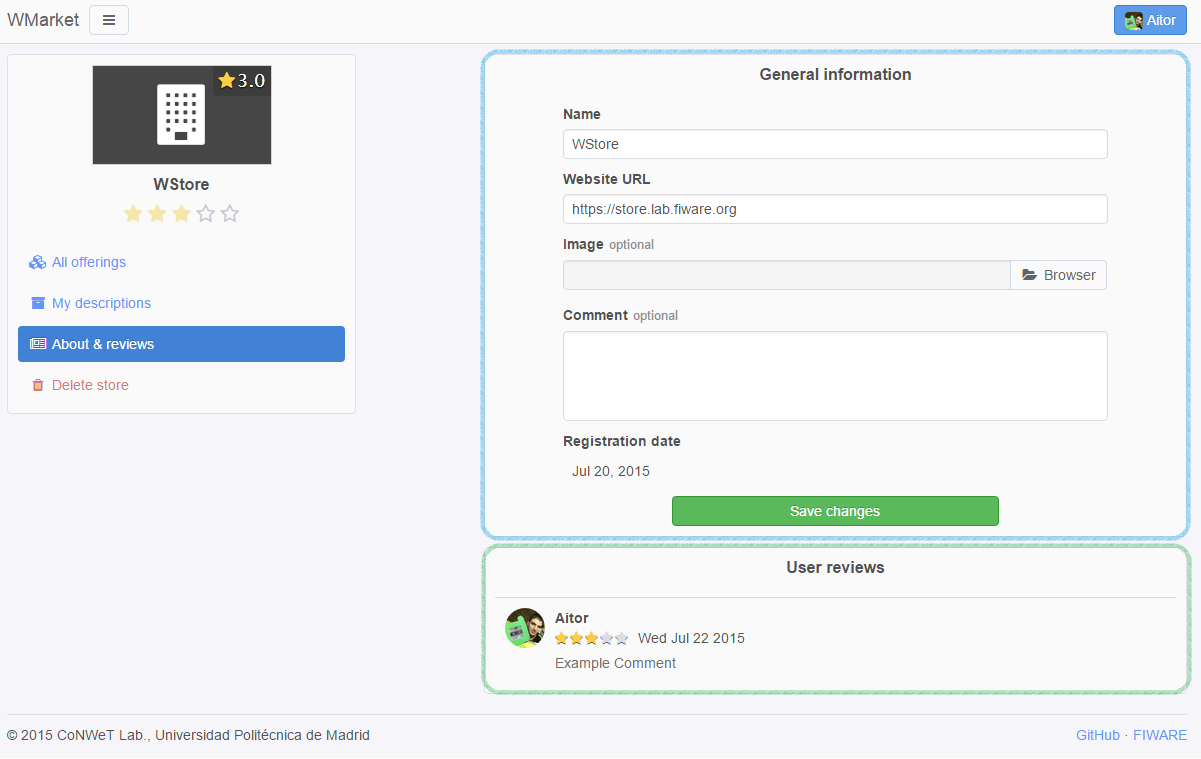 WMarket
Aitor
3.0
WStore
All offerings
My descriptions
About & reviews
Delete store
General information
Name
WStore
Website URL
https://store.lab.fiware.org
Image optional
Browser
Comment optional
Registration date
Jul 20, 2015
Save changes
User reviews
Aitor
Wed Jul 22 2015
Example Comment
© 2015 CoNWeT Lab., Universidad Politécnica de Madrid
GitHub · FIWARE